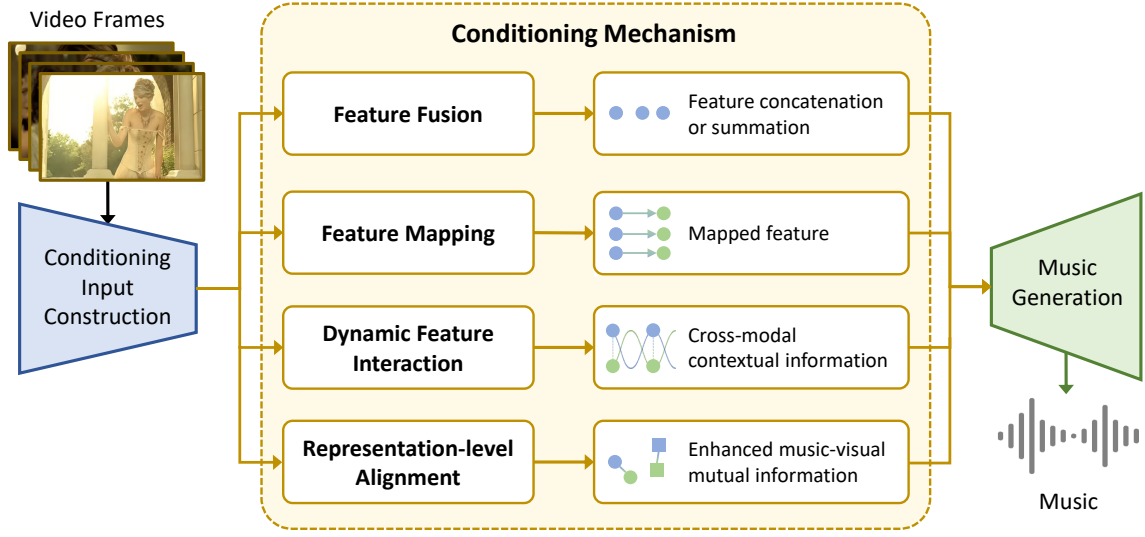 Video Frames
Conditioning
Input
Construction
Conditioning Mechanism
Feature Fusion
Feature concatenation
or summation
Feature Mapping
Mapped feature
Dynamic Feature
Interaction
Cross-modal
contextual information
Representation-level
Alignment
Enhanced music-visual
mutual information
Music
Generation
Music